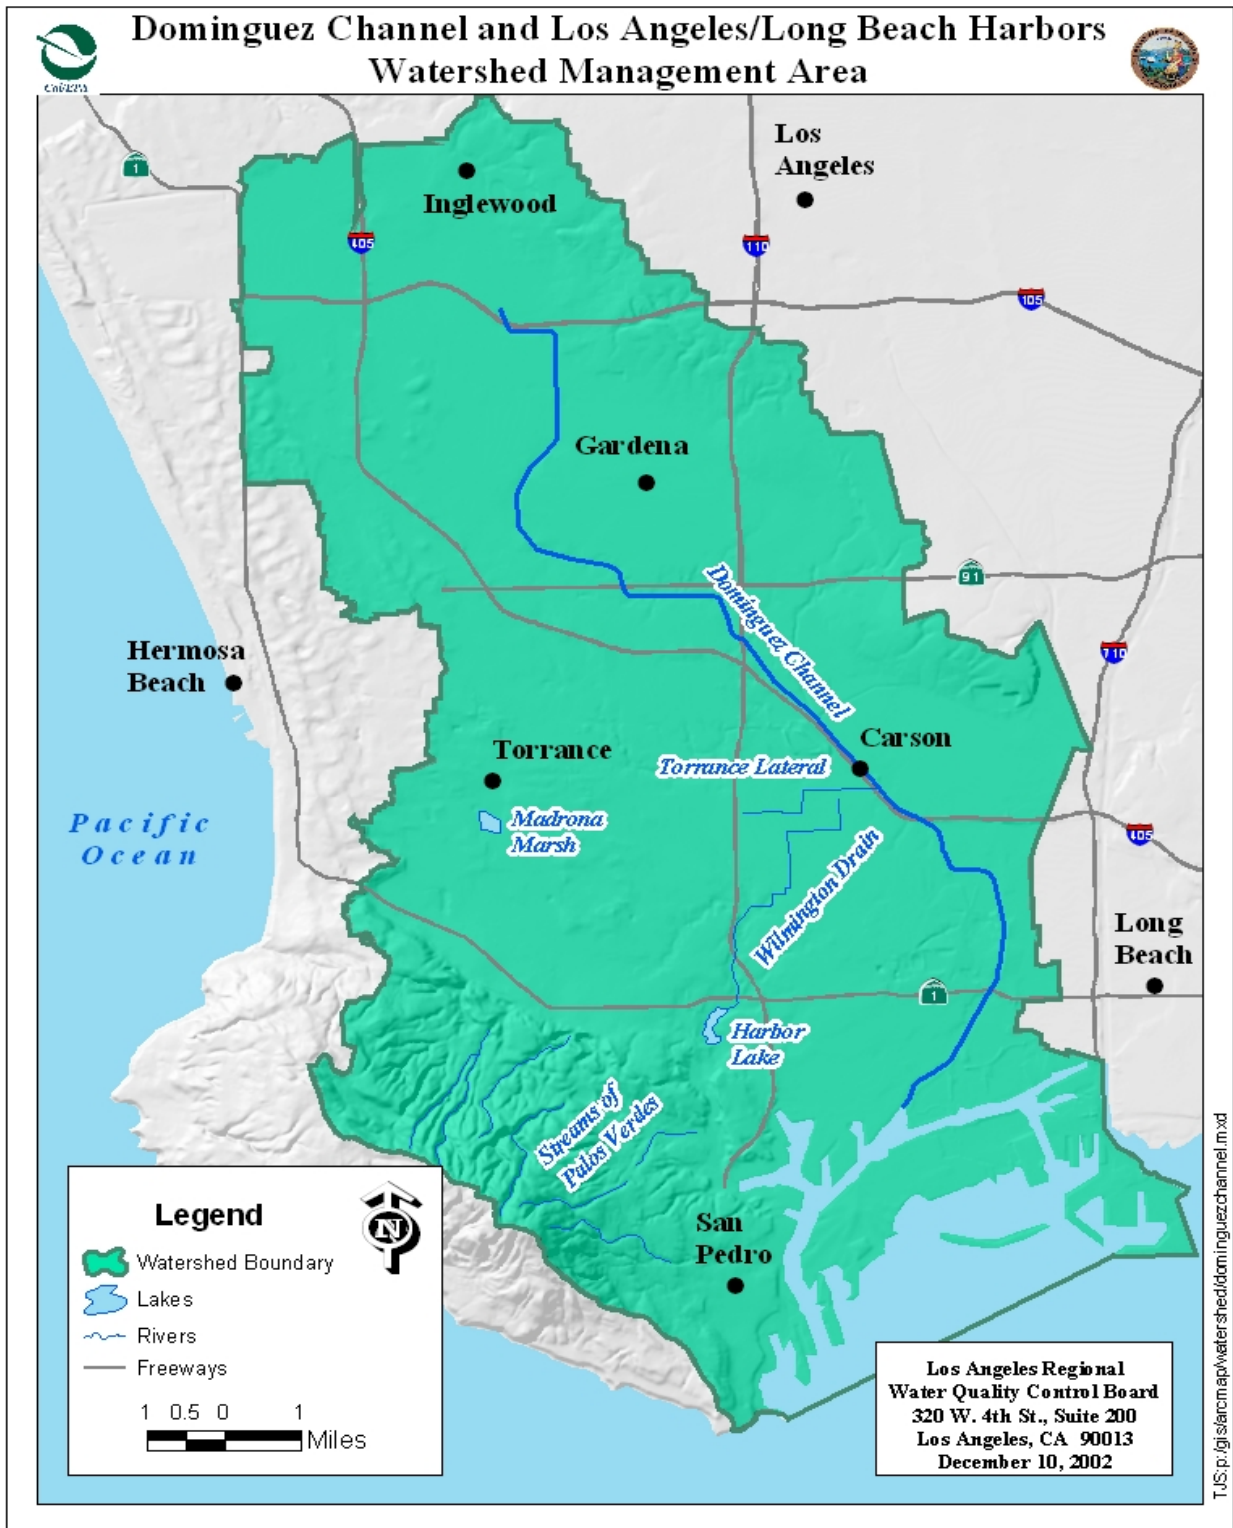 Dominguez Channel and Los Angeles/Long Beach Harbors
Watershed Management Area
Cal/EPA
1
Los
Angeles
Inglewood
405
110
105
Gardena
91
Dominguez Channel
710
Hermosa
Beach
Torrance
Carson
Torrance Lateral
Madrona
Marsh
Pacific
Ocean
405
Wilmington Drain
Long
Beach
1
Harbor
Lake
Streams of
Palos Verdes
San
Pedro
Legend
N
Watershed Boundary
Lakes
Rivers
Freeways
1 0.5 0 1
Miles
Los Angeles Regional
Water Quality Control Board
320 W. 4th St., Suite 200
Los Angeles, CA 90013
December 10, 2002
TJS:p:/gis/arcmap/watershed/dominguezchannel.mxd